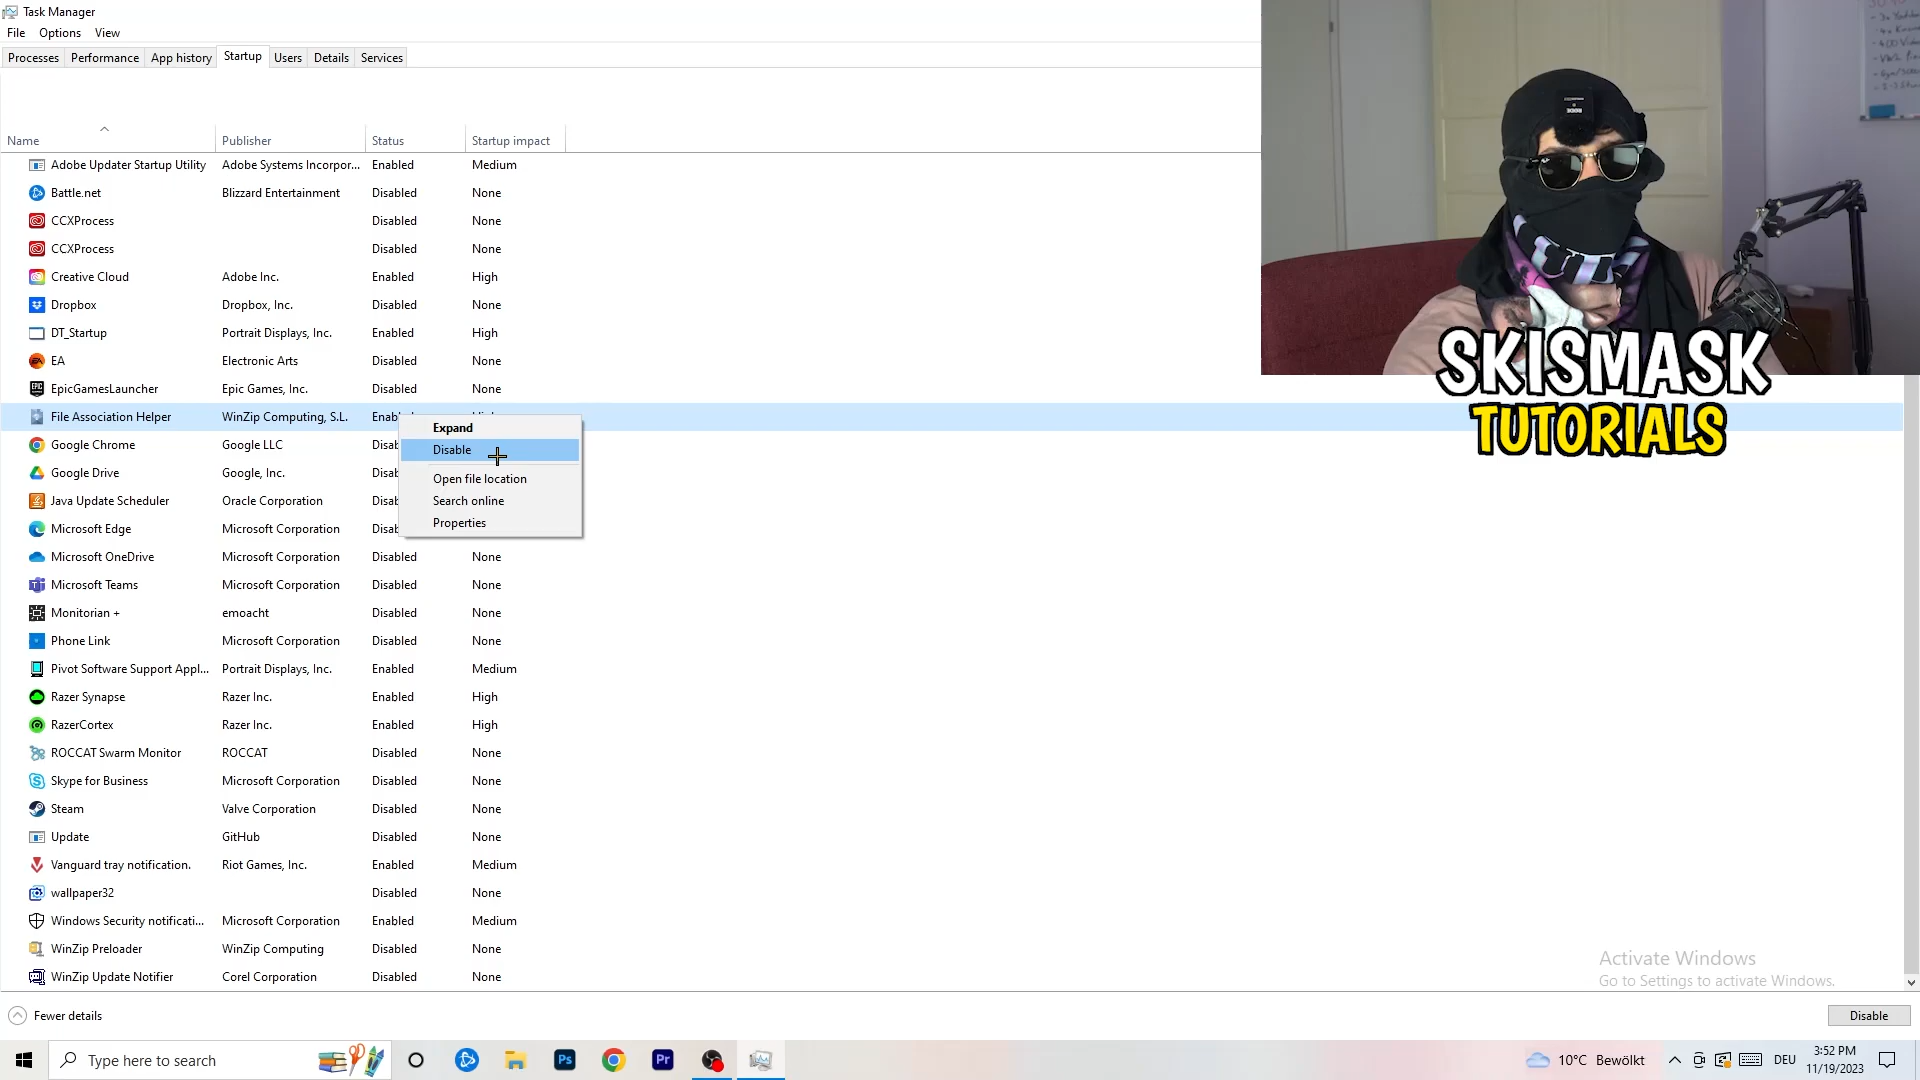 Task Manager
File Options View
Processes Performance App history Startup Users Details Services
Name Publisher Status Startup impact
Adobe Updater Startup Utility Adobe Systems Incorpor... Enabled Medium
Battle.net Blizzard Entertainment Disabled None
CCXProcess Disabled None
CCXProcess Disabled None
Creative Cloud Adobe Inc. Enabled High
Dropbox Dropbox, Inc. Disabled None
DT_Startup Portrait Displays, Inc. Enabled High
EA Electronic Arts Disabled None
EpicGamesLauncher Epic Games, Inc. Disabled None
File Association Helper WinZip Computing, S.L.
Google Chrome Google LLC
Google Drive Google, Inc.
Java Update Scheduler Oracle Corporation
Microsoft Edge Microsoft Corporation
Expand
Disable
Open file location
Search online
Properties
Microsoft OneDrive Microsoft Corporation Disabled None
Microsoft Teams Microsoft Corporation Disabled None
Monitorian + emoacht Disabled None
Phone Link Microsoft Corporation Disabled None
Pivot Software Support Appl... Portrait Displays, Inc. Enabled Medium
Razer Synapse Razer Inc. Enabled High
RazerCortex Razer Inc. Enabled High
ROCCAT Swarm Monitor ROCCAT Disabled None
Skype for Business Microsoft Corporation Disabled None
Steam Valve Corporation Disabled None
Update GitHub Disabled None
Vanguard tray notification. Riot Games, Inc. Enabled Medium
wallpaper32 Disabled None
Windows Security notificati... Microsoft Corporation Enabled Medium
WinZip Preloader WinZip Computing Disabled None
WinZip Update Notifier Corel Corporation Disabled None
SKISMASK
TUTORIALS
Activate Windows
Go to Settings to activate Windows.
Fewer details
Disable
Type here to search
Ps
Pr
10°C Bewölkt
DEU
3:52 PM
11/19/2023